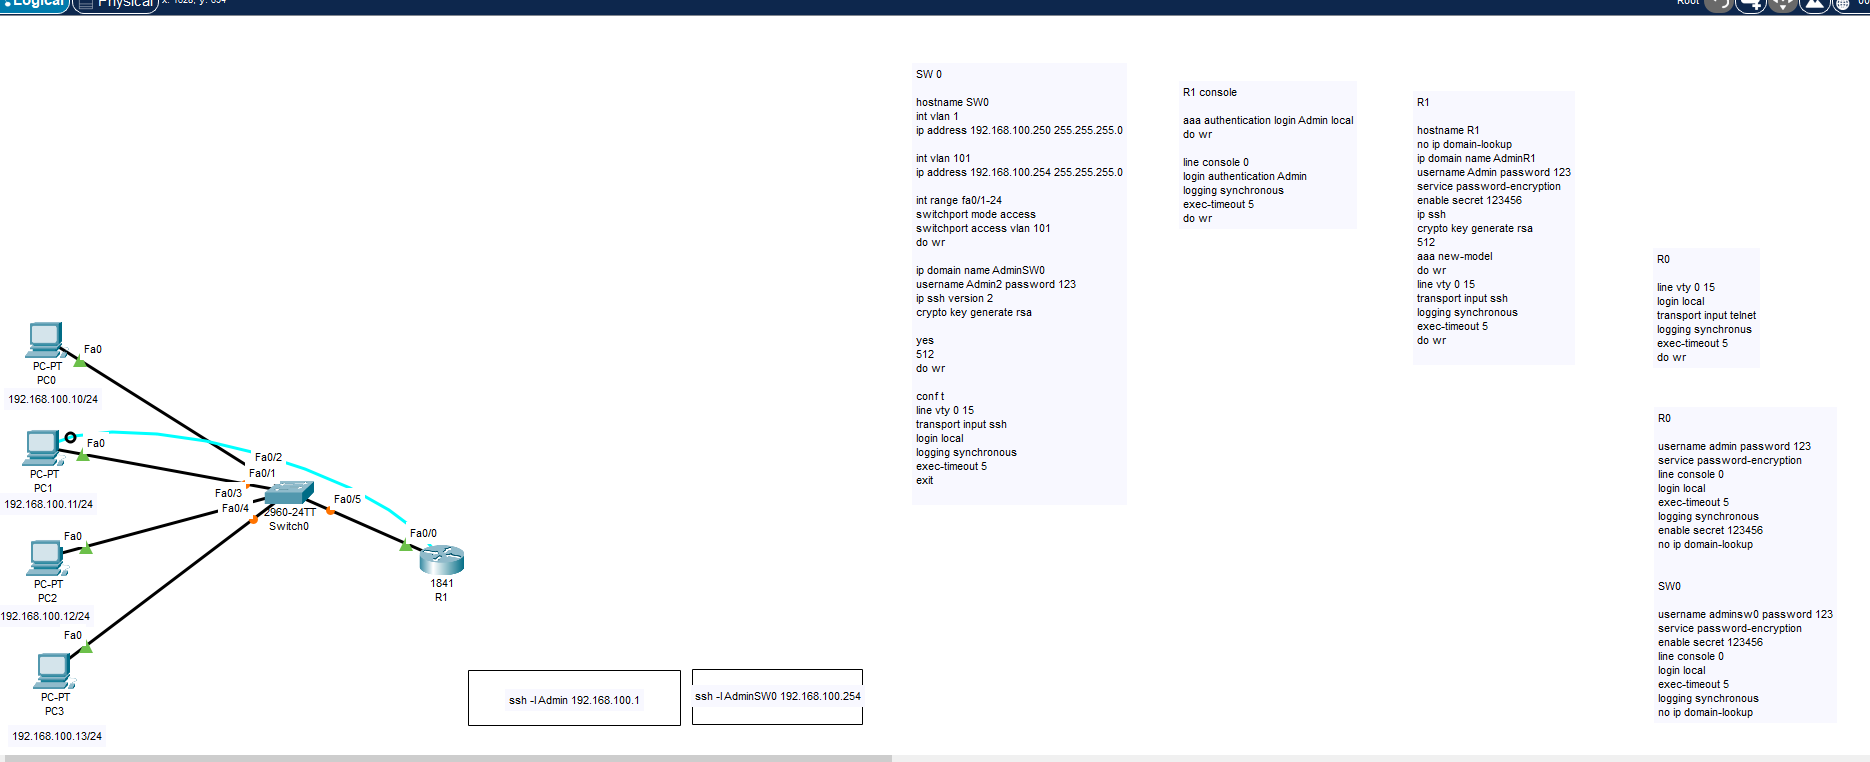 Logical
Physical
x: 1628, y: 634
Root
SW 0
hostname SW0
int vlan 1
ip address 192.168.100.250 255.255.255.0
int vlan 101
ip address 192.168.100.254 255.255.255.0
int range fa0/1-24
switchport mode access
switchport access vlan 101
do wr
ip domain name AdminSW0
username Admin2 password 123
ip ssh version 2
crypto key generate rsa
yes
512
do wr
conf t
line vty 0 15
transport input ssh
login local
logging synchronous
exec-timeout 5
exit
R1 console
aaa authentication login Admin local
do wr
line console 0
login authentication Admin
logging synchronous
exec-timeout 5
do wr
R1
hostname R1
no ip domain-lookup
ip domain name AdminR1
username Admin password 123
service password-encryption
enable secret 123456
ip ssh
crypto key generate rsa
512
aaa new-model
do wr
line vty 0 15
transport input ssh
logging synchronous
exec-timeout 5
do wr
R0
line vty 0 15
login local
transport input telnet
logging synchronus
exec-timeout 5
do wr
R0
username admin password 123
service password-encryption
line console 0
login local
exec-timeout 5
logging synchronous
enable secret 123456
no ip domain-lookup
SW0
username adminsw0 password 123
service password-encryption
enable secret 123456
line console 0
login local
exec-timeout 5
logging synchronous
no ip domain-lookup
Fa0
PC-PT
PC0
192.168.100.10/24
Fa0
PC-PT
PC1
192.168.100.11/24
Fa0
PC-PT
PC2
192.168.100.12/24
Fa0
PC-PT
PC3
192.168.100.13/24
Fa0/2
Fa0/1
Fa0/3
Fa0/4
Fa0/5
2960-24TT
Switch0
Fa0/0
1841
R1
ssh -l Admin 192.168.100.1
ssh -l AdminSW0 192.168.100.254